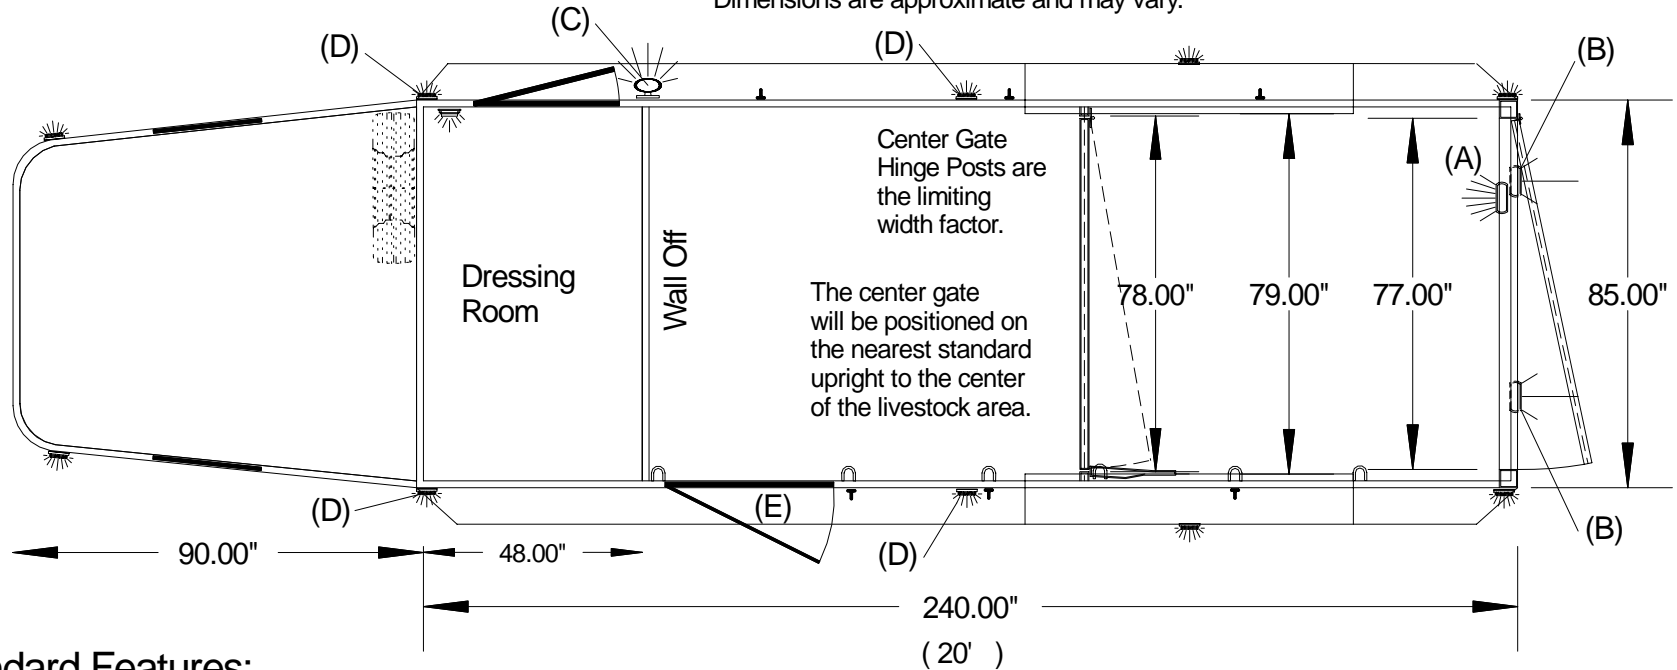 Dimensions are approximate and may vary.
(C)
(D)
(D)
(B)
Center Gate
Hinge Posts are
the limiting
width factor.
(A)
Dressing
Room
Wall Off
The center gate
will be positioned on
the nearest standard
upright to the center
of the livestock area.
78.00"
79.00"
77.00"
85.00"
(D)
(E)
(D)
(B)
90.00"
48.00"
240.00"
( 20' )
Features: